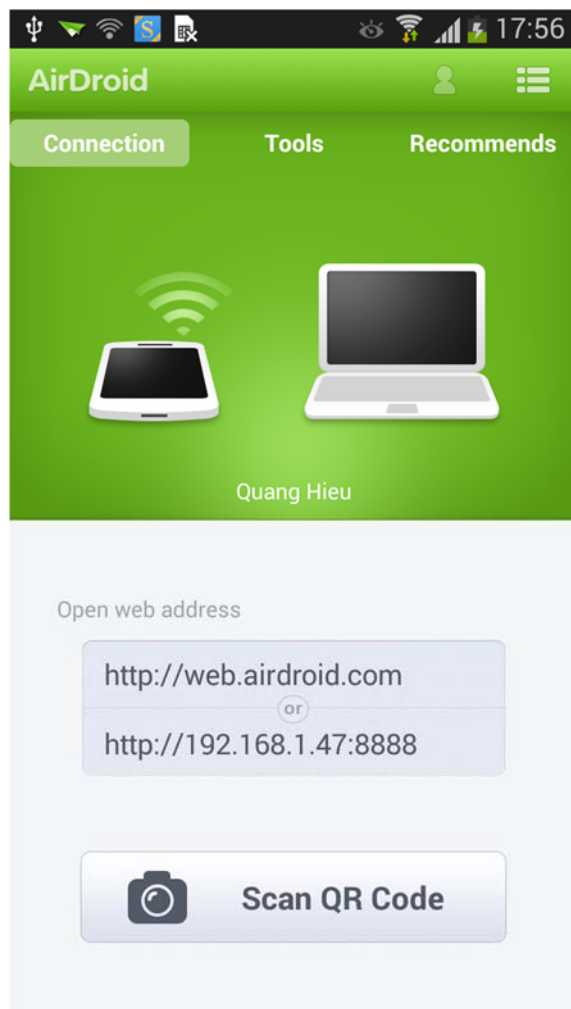 17:56
AirDroid
Connection Tools Recommends
Quang Hieu
Open web address
http://web.airdroid.com
or
http://192.168.1.47:8888
Scan QR Code